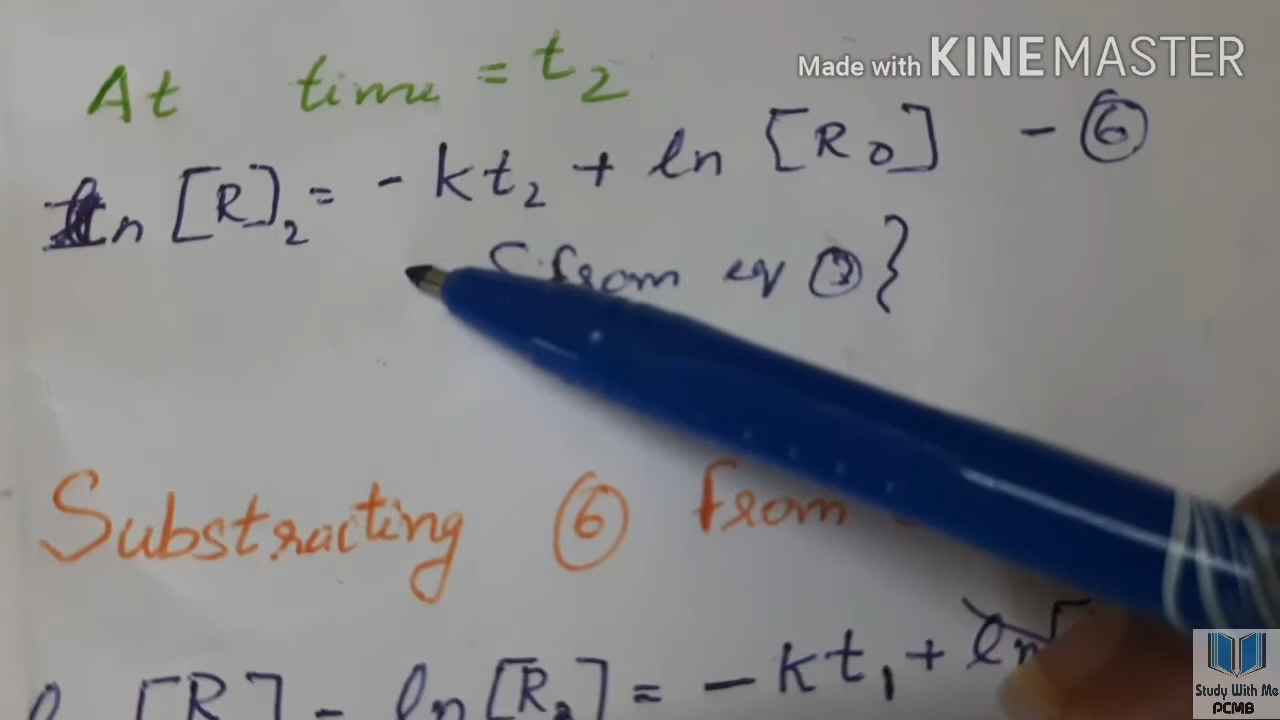 Made with KINEMASTER
At time = t₂
ln [R]₂ = - kt₂ + ln [R₀] - ⑥
{from eq ③}
Substracting ⑥ from
[R] - ln [R₂] = - kt₁ + ln
Study With Me
PCMB